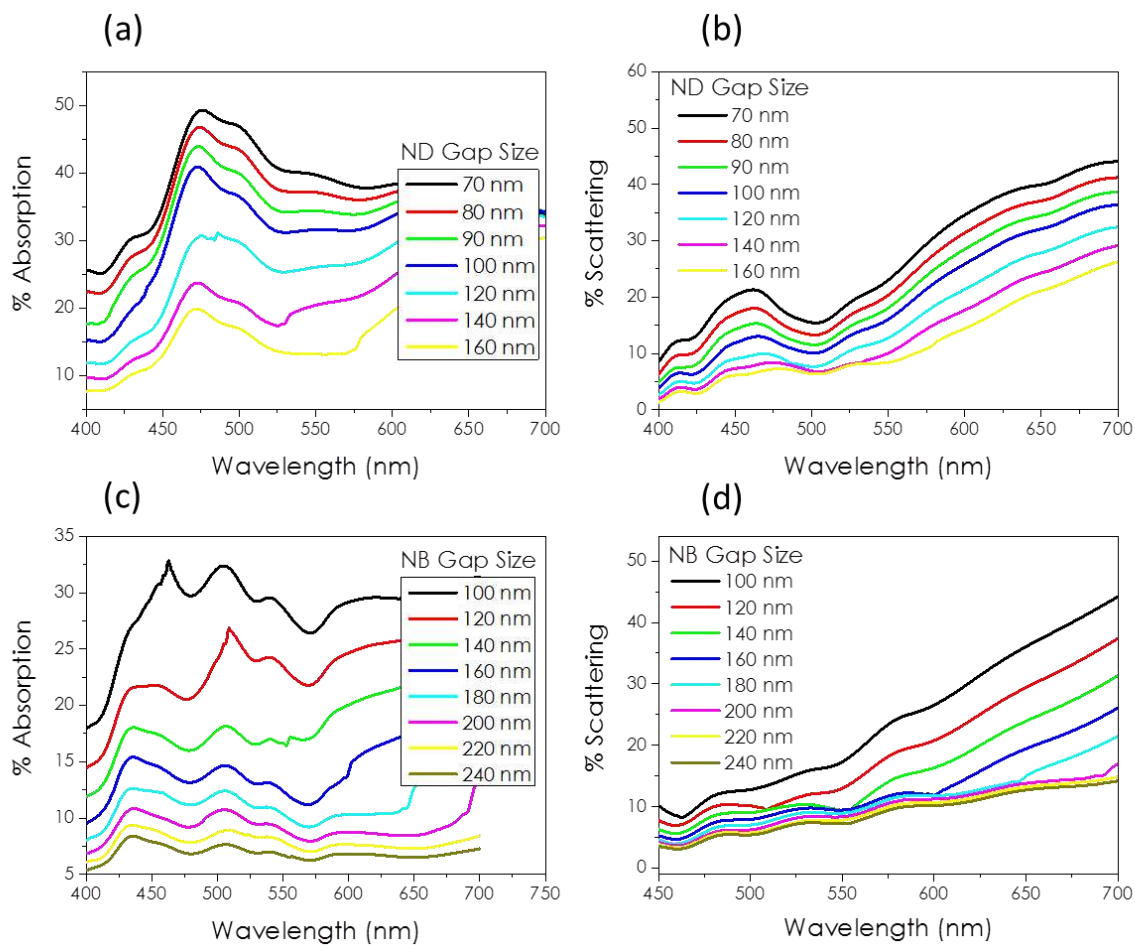 (a)
50
40
30
20
10
400 450 500 550 600 650 700
% Absorption
Wavelength (nm)
ND Gap Size
70 nm
80 nm
90 nm
100 nm
120 nm
140 nm
160 nm
(b)
60
50
40
30
20
10
0
400 450 500 550 600 650 700
% Scattering
Wavelength (nm)
ND Gap Size
70 nm
80 nm
90 nm
100 nm
120 nm
140 nm
160 nm
(c)
35
30
25
20
15
10
5
400 450 500 550 600 650 700 750
% Absorption
Wavelength (nm)
NB Gap Size
100 nm
120 nm
140 nm
160 nm
180 nm
200 nm
220 nm
240 nm
(d)
50
40
30
20
10
0
450 500 550 600 650 700
% Scattering
Wavelength (nm)
NB Gap Size
100 nm
120 nm
140 nm
160 nm
180 nm
200 nm
220 nm
240 nm